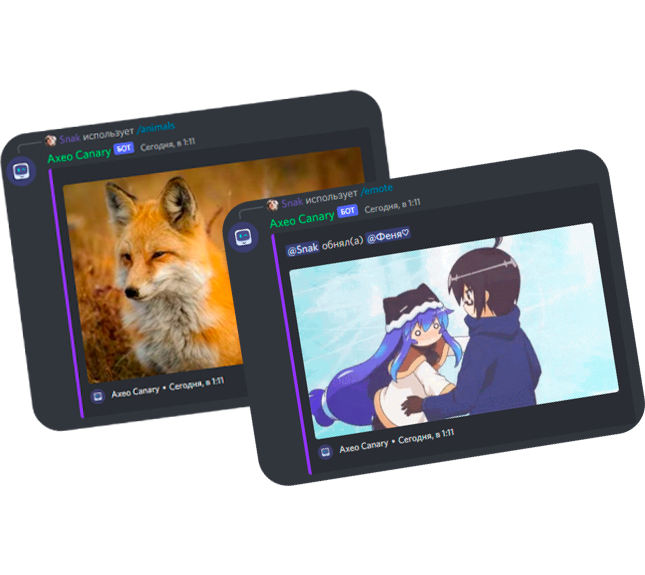 Snak использует /animals
Axeo Canary БОТ Сегодня, в 1:11
Axeo Canary • Сегодня, в 1:11
Snak использует /emote
Axeo Canary БОТ Сегодня, в 1:11
@Snak обнял(а) @Феня♡
Axeo Canary • Сегодня, в 1:11